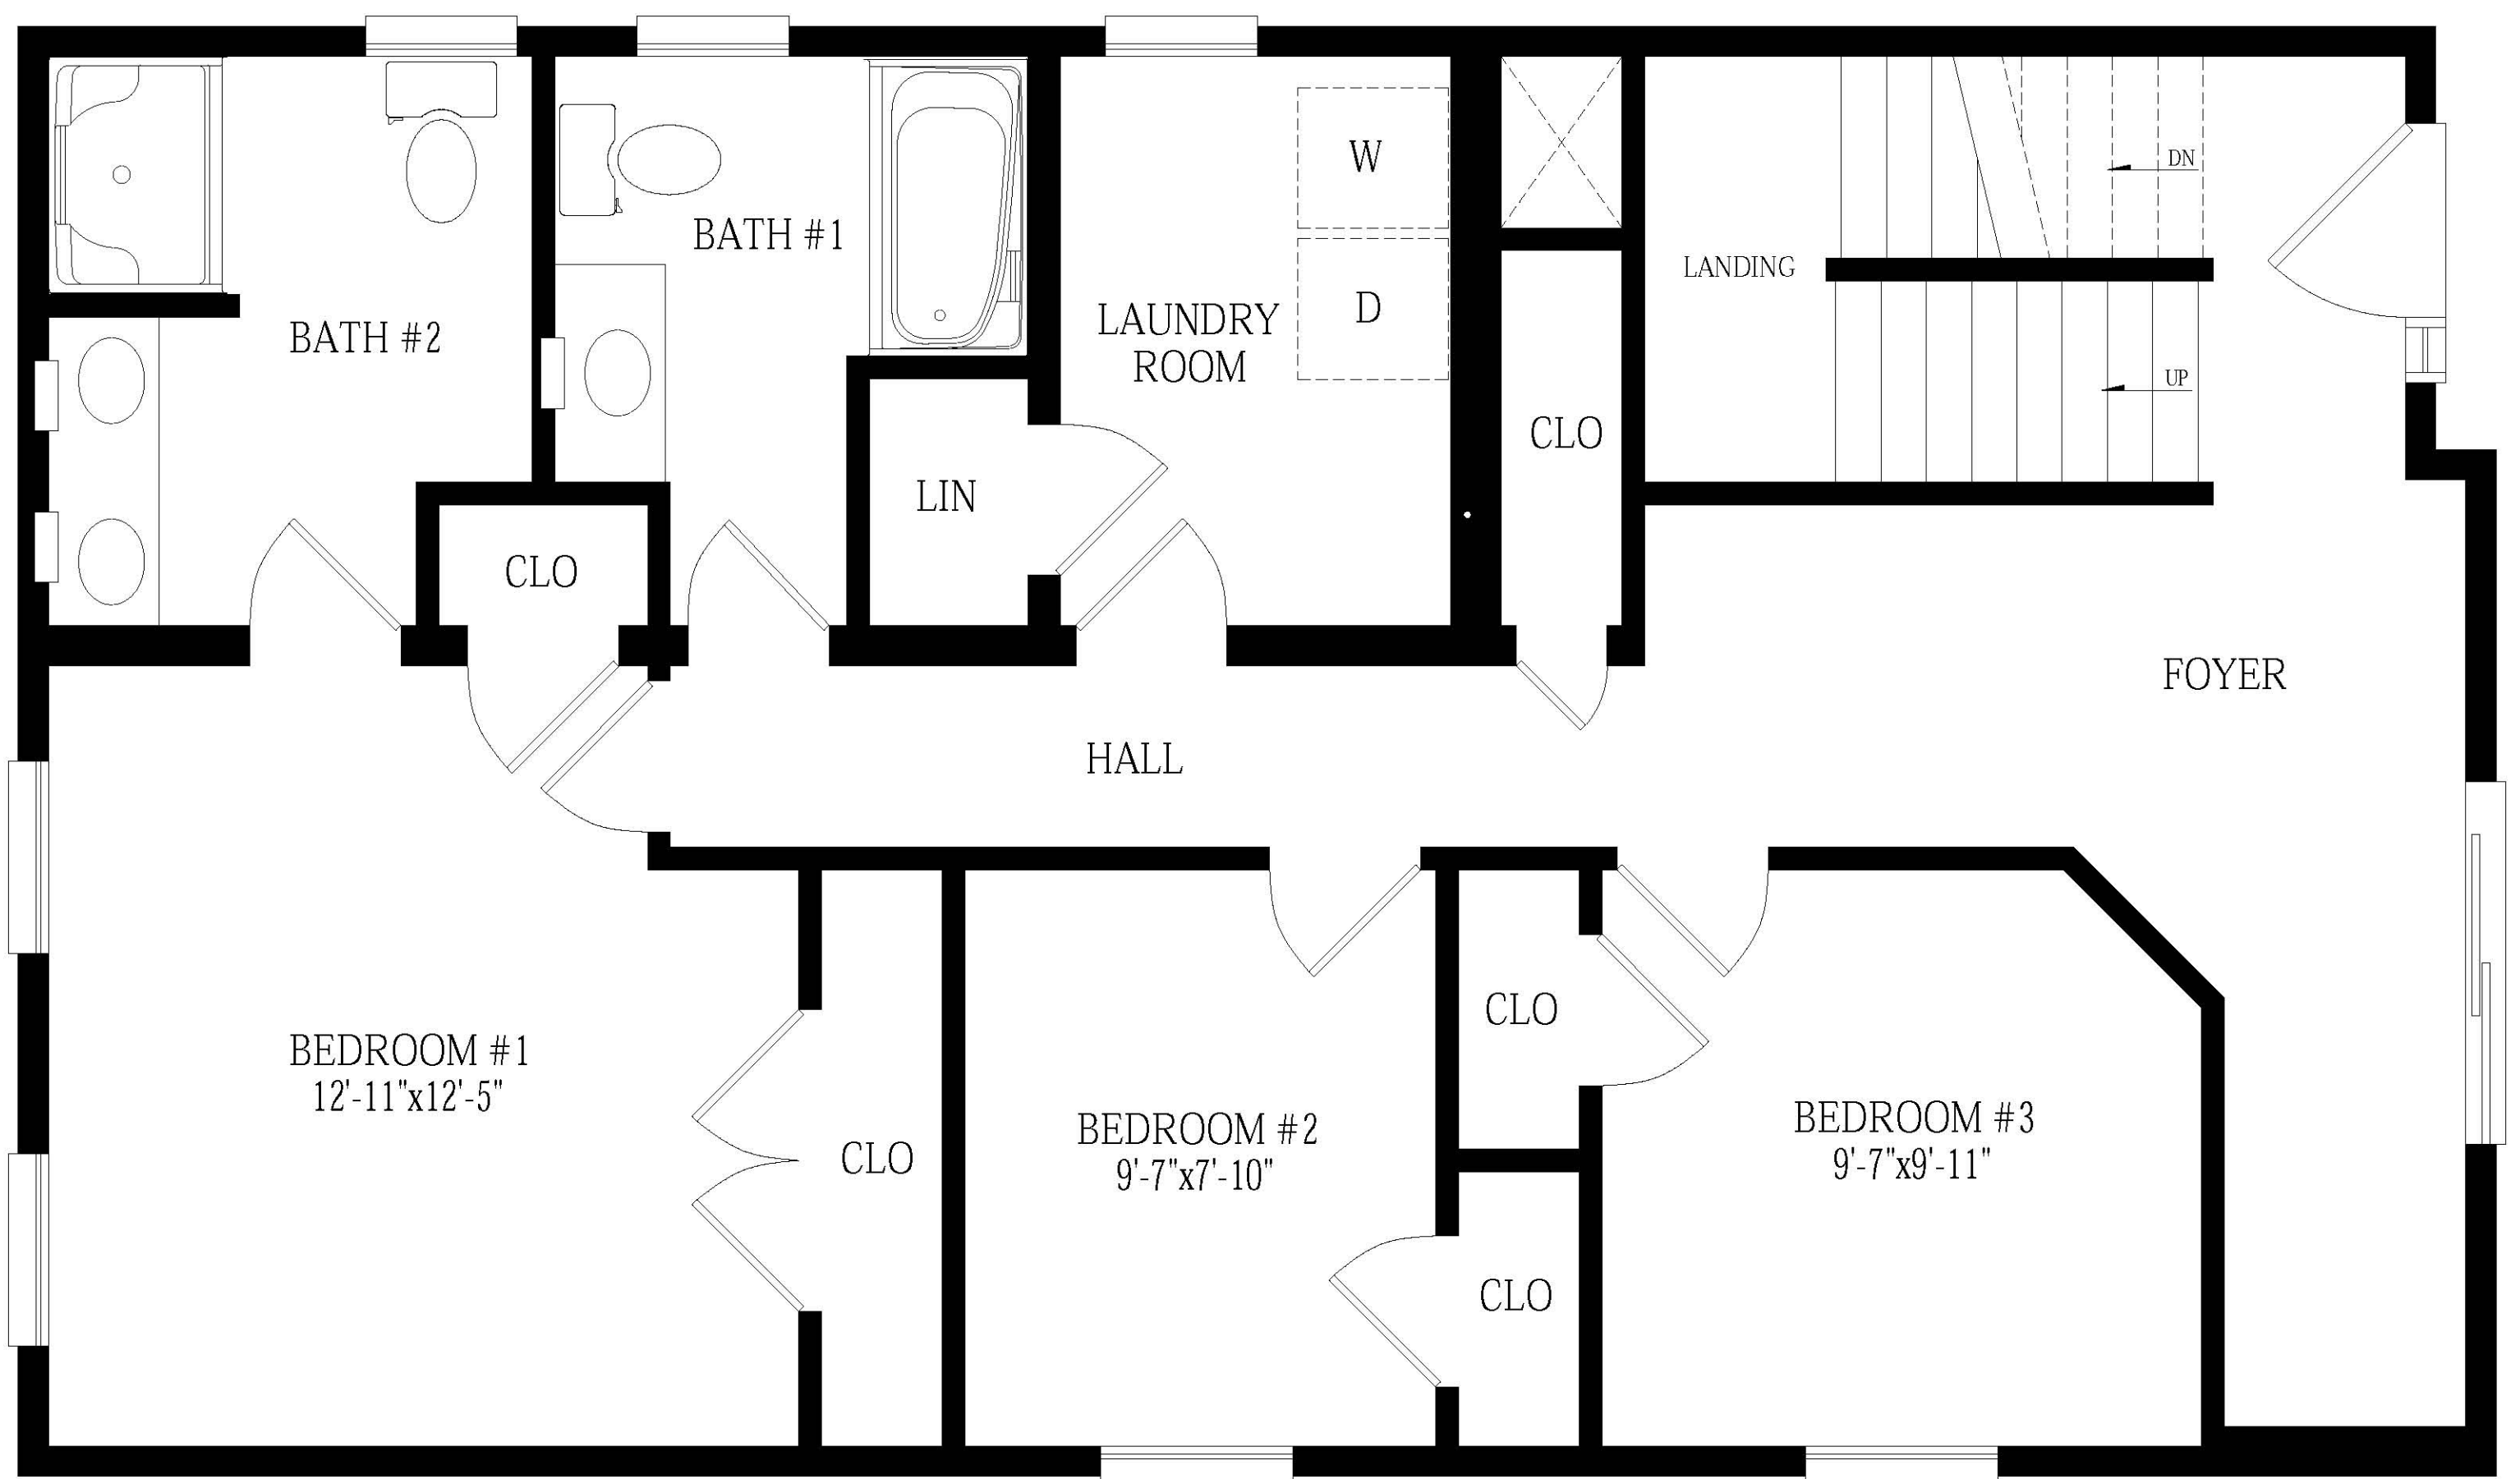 W
DN
BATH #1
LANDING
D
LAUNDRY
ROOM
BATH #2
UP
CLO
LIN
CLO
FOYER
HALL
CLO
BEDROOM #1
12'-11"x12'-5"
BEDROOM #2
9'-7"x7'-10"
BEDROOM #3
9'-7"x9'-11"
CLO
CLO